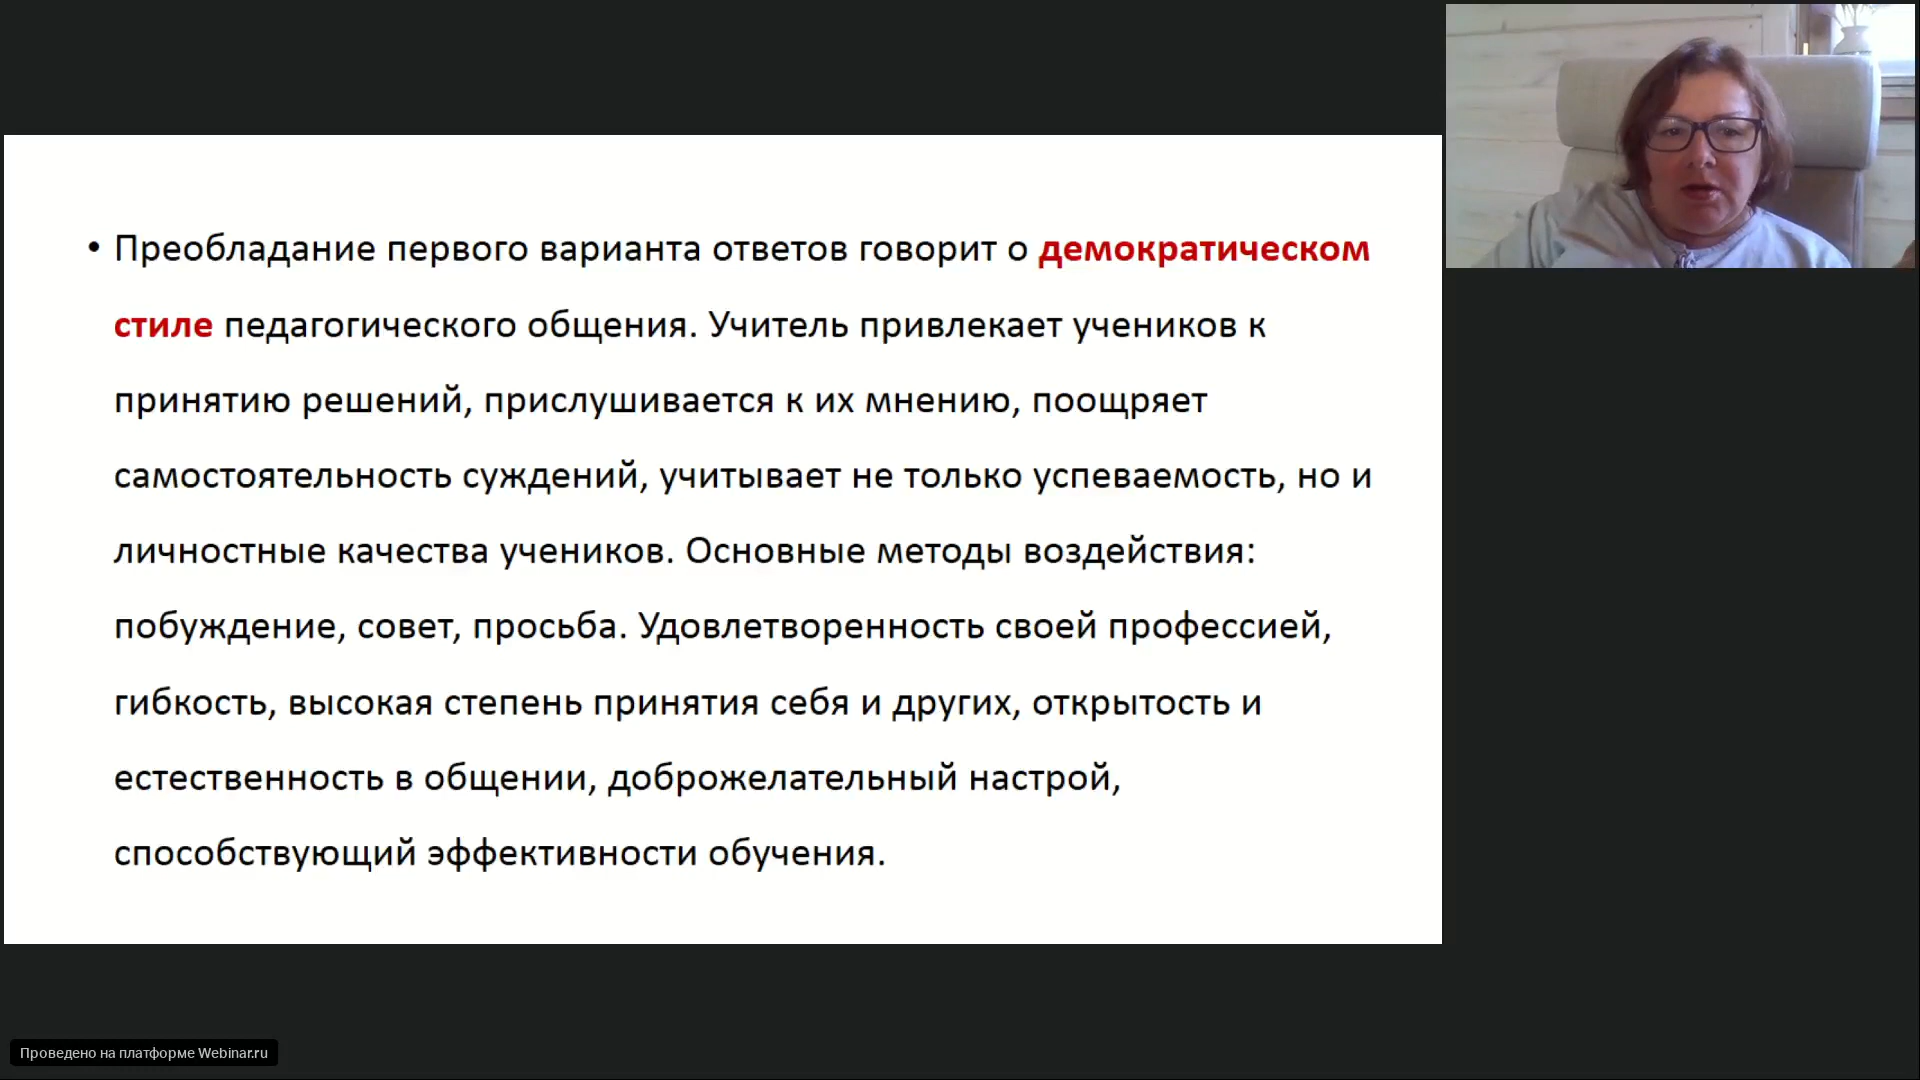 • Преобладание первого варианта ответов говорит о демократическом
стиле педагогического общения. Учитель привлекает учеников к
принятию решений, прислушивается к их мнению, поощряет
самостоятельность суждений, учитывает не только успеваемость, но и
личностные качества учеников. Основные методы воздействия:
побуждение, совет, просьба. Удовлетворенность своей профессией,
гибкость, высокая степень принятия себя и других, открытость и
естественность в общении, доброжелательный настрой,
способствующий эффективности обучения.
Проведено на платформе Webinar.ru